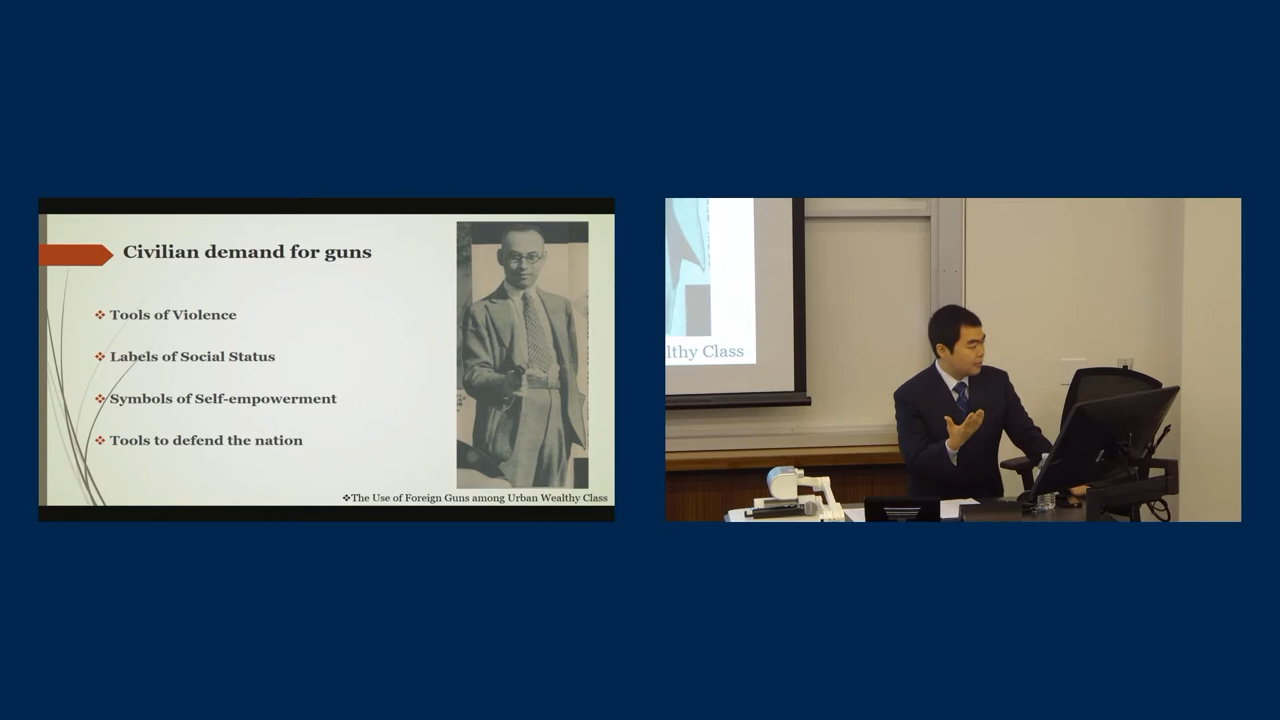 Civilian demand for guns
❖ Tools of Violence
❖ Labels of Social Status
❖ Symbols of Self-empowerment
❖ Tools to defend the nation
❖The Use of Foreign Guns among Urban Wealthy Class
lthy Class